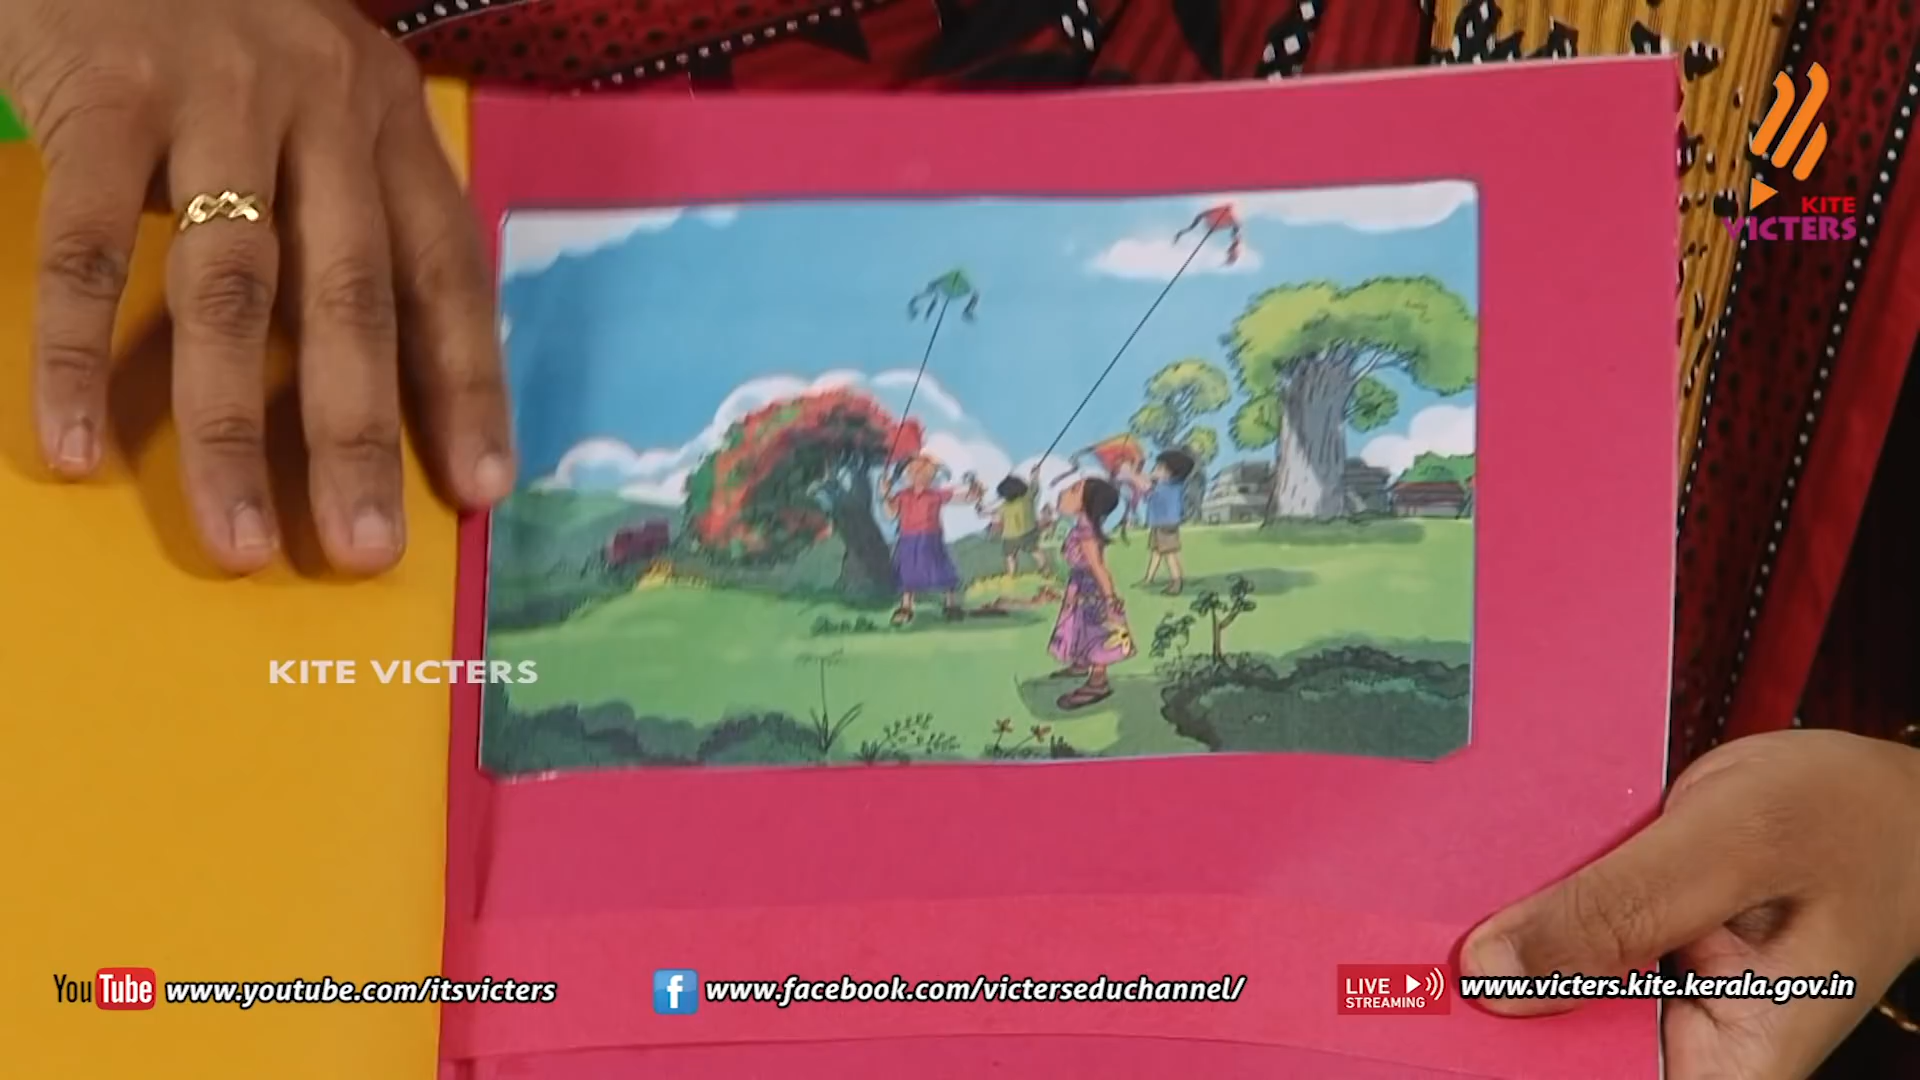 KITE
VICTERS
KITE VICTERS
You Tube www.youtube.com/itsvicters
f www.facebook.com/victerseduchannel/
LIVE STREAMING www.victers.kite.kerala.gov.in